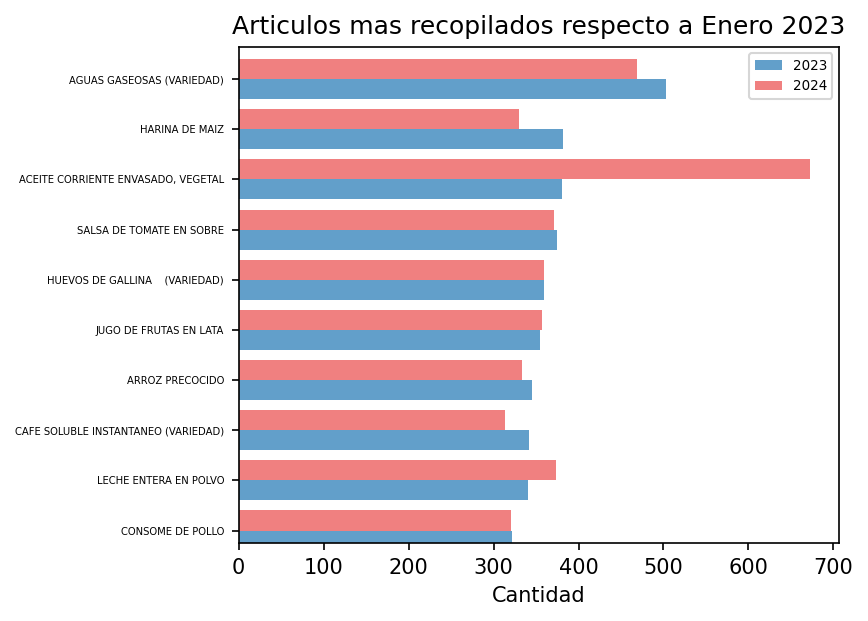 Articulos mas recopilados respecto a Enero 2023
2023
2024
AGUAS GASEOSAS (VARIEDAD)
HARINA DE MAIZ
ACEITE CORRIENTE ENVASADO, VEGETAL
SALSA DE TOMATE EN SOBRE
HUEVOS DE GALLINA    (VARIEDAD)
JUGO DE FRUTAS EN LATA
ARROZ PRECOCIDO
CAFE SOLUBLE INSTANTANEO (VARIEDAD)
LECHE ENTERA EN POLVO
CONSOME DE POLLO
0 100 200 300 400 500 600 700
Cantidad